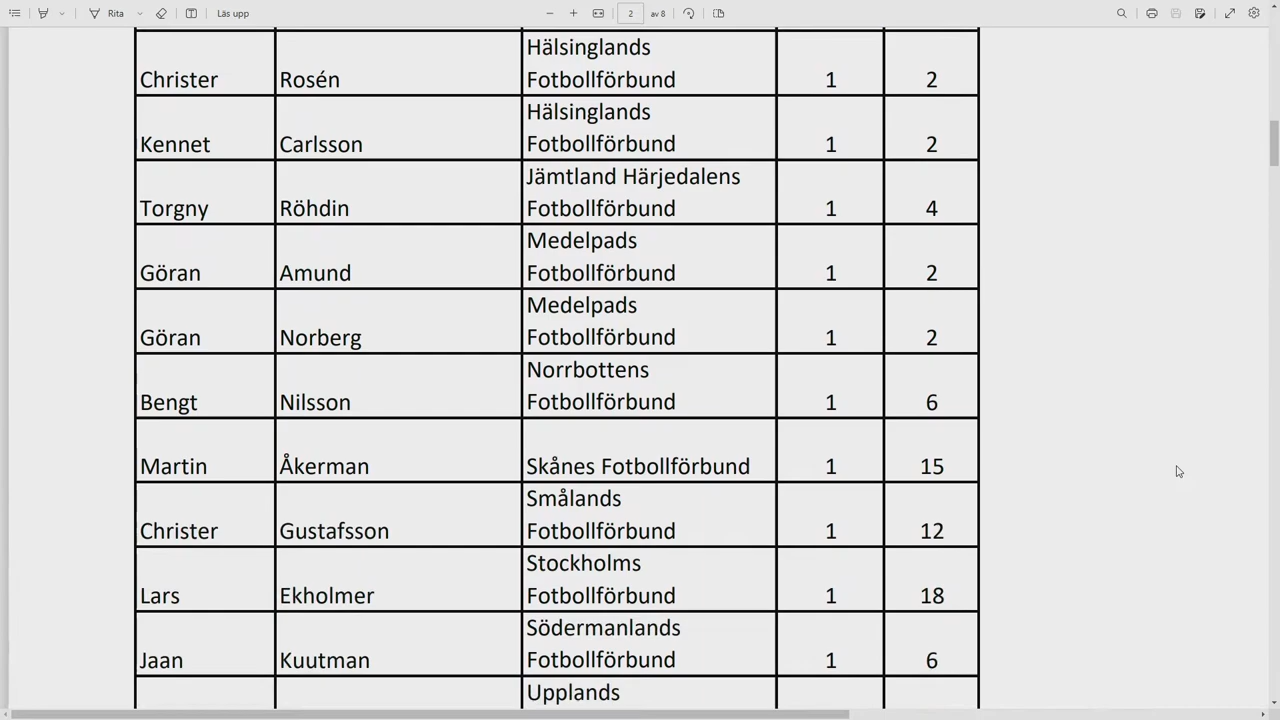 Rita
Läs upp
2 av 8
Hälsinglands
Christer Rosén Fotbollförbund 1 2
Hälsinglands
Kennet Carlsson Fotbollförbund 1 2
Jämtland Härjedalens
Torgny Röhdin Fotbollförbund 1 4
Medelpads
Göran Amund Fotbollförbund 1 2
Medelpads
Göran Norberg Fotbollförbund 1 2
Norrbottens
Bengt Nilsson Fotbollförbund 1 6
Martin Åkerman Skånes Fotbollförbund 1 15
Smålands
Christer Gustafsson Fotbollförbund 1 12
Stockholms
Lars Ekholmer Fotbollförbund 1 18
Södermanlands
Jaan Kuutman Fotbollförbund 1 6
Upplands